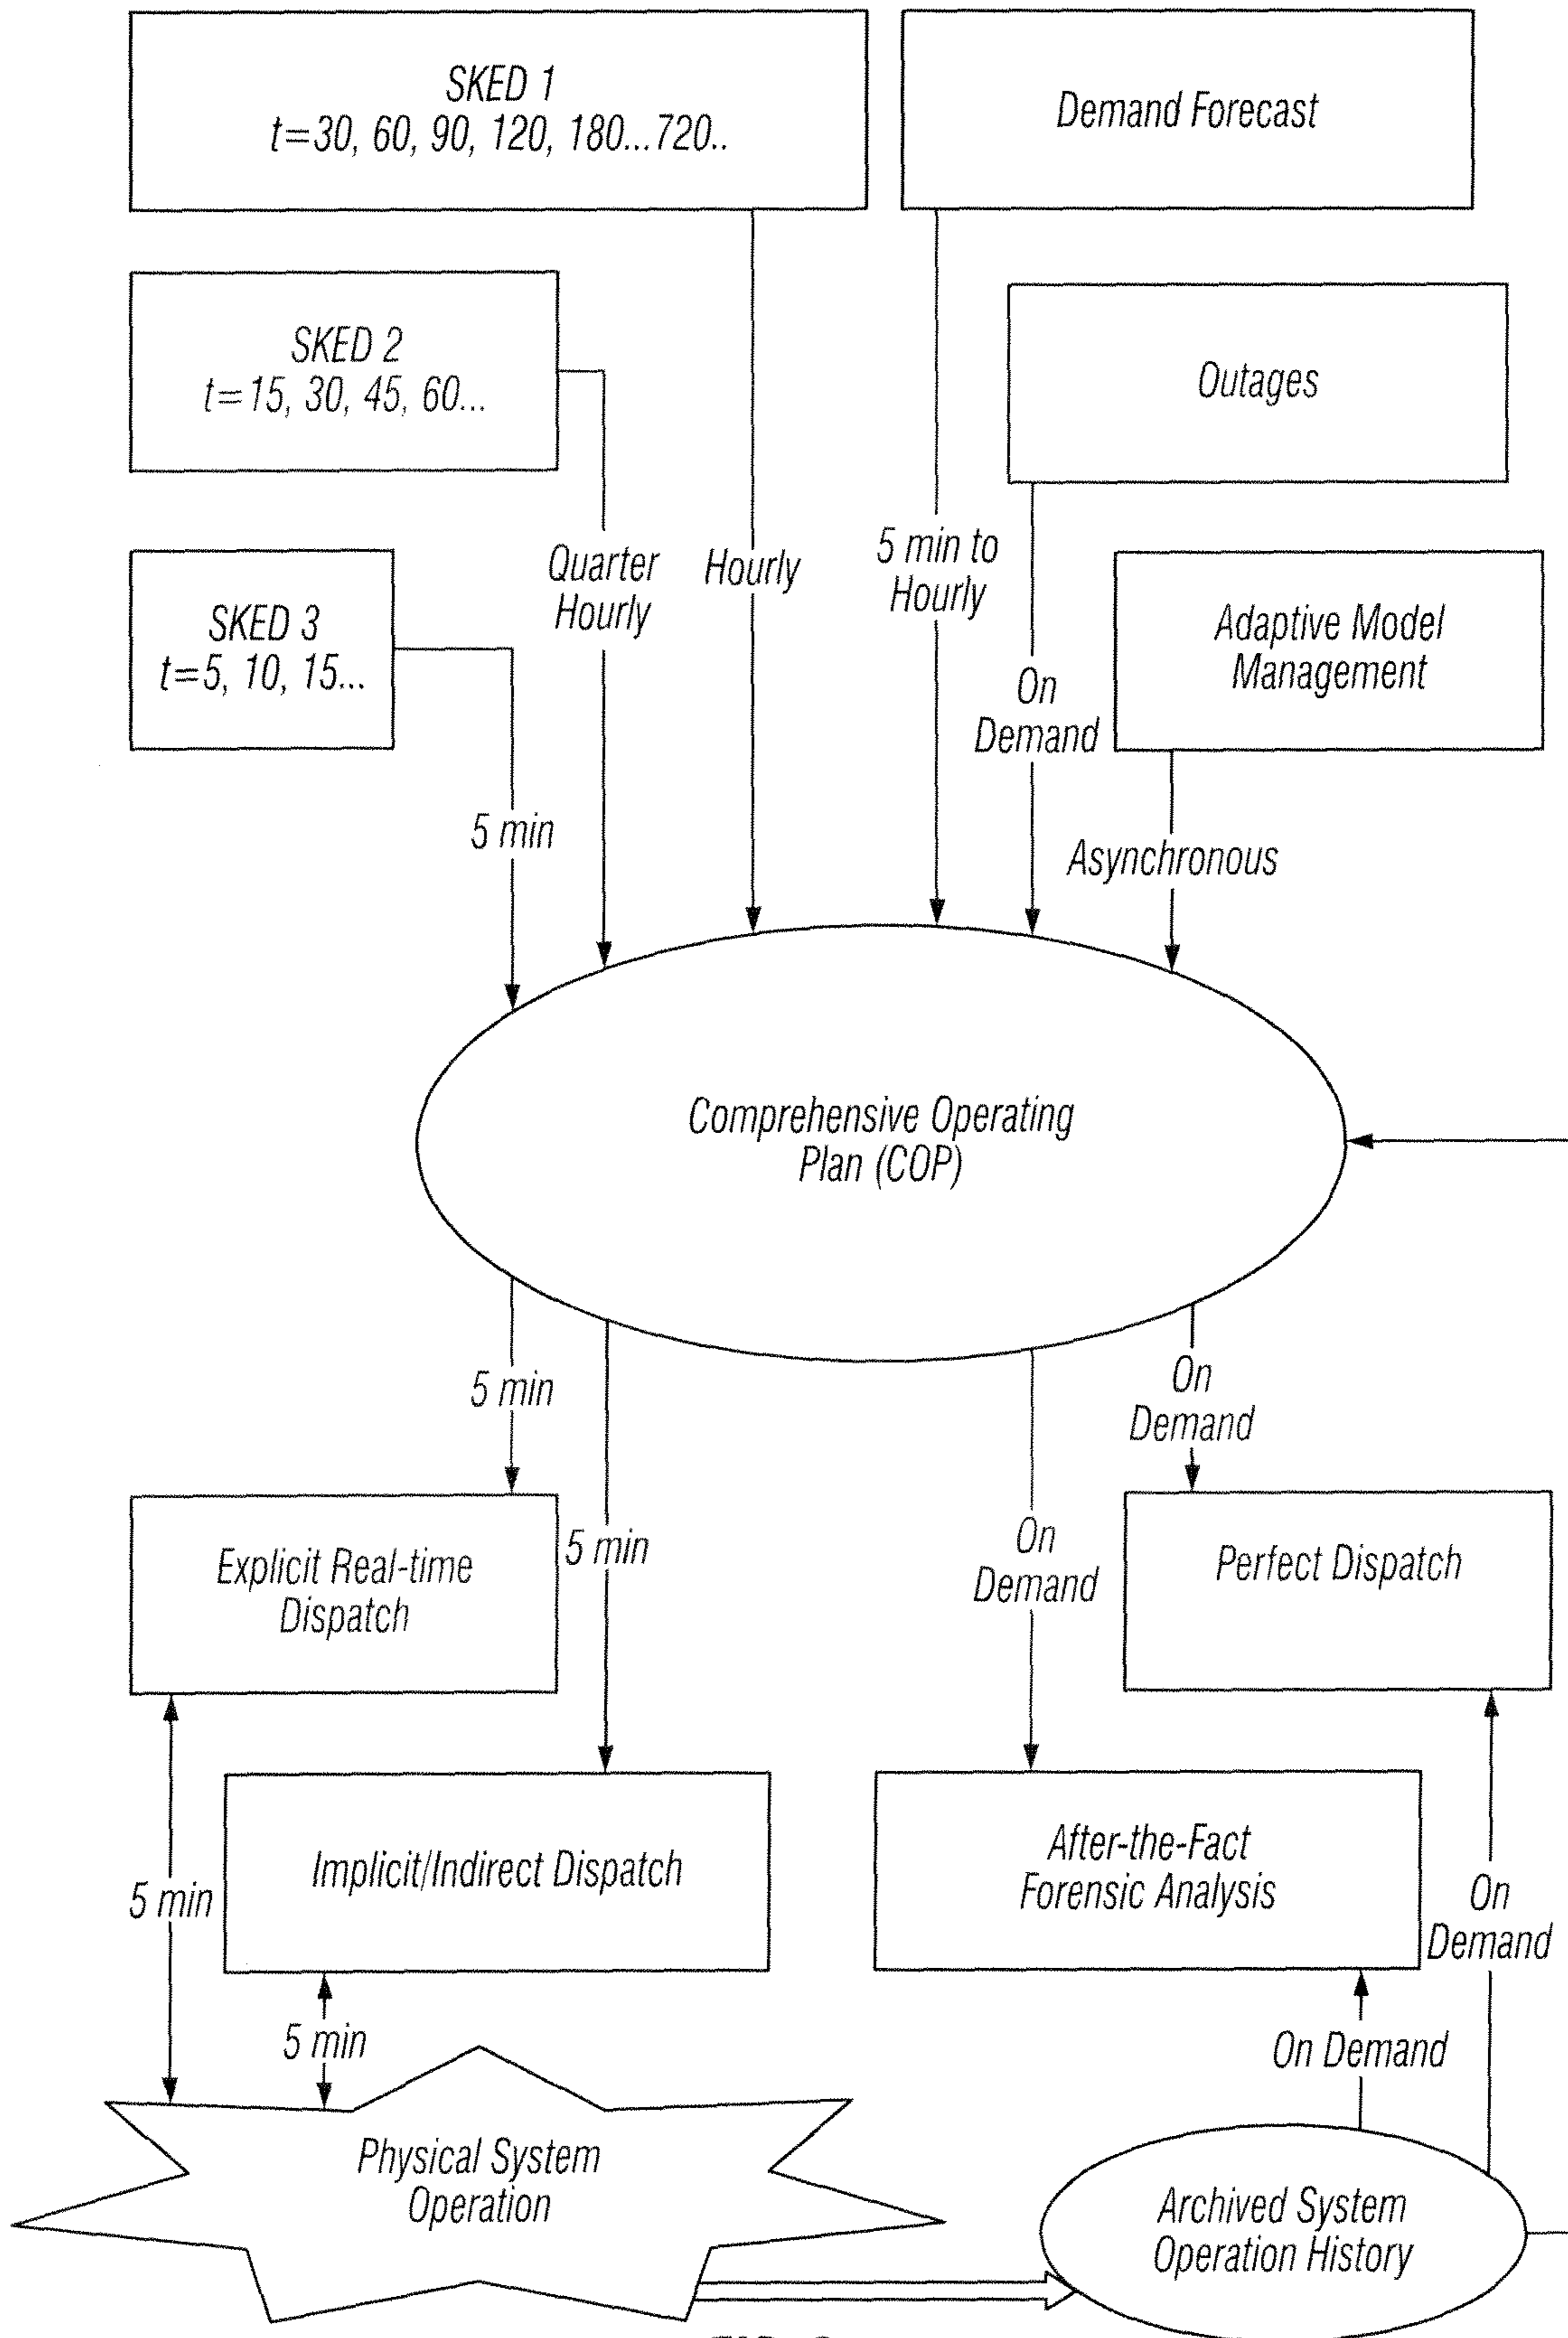 SKED 1
t=30, 60, 90, 120, 180...720..
Demand Forecast
SKED 2
t=15, 30, 45, 60...
Outages
SKED 3
t=5, 10, 15...
Quarter
Hourly
Hourly
5 min to
Hourly
On
Demand
Adaptive Model
Management
5 min
Asynchronous
Comprehensive Operating
Plan (COP)
5 min
5 min
On
Demand
On
Demand
Explicit Real-time
Dispatch
Perfect Dispatch
Implicit/Indirect Dispatch
After-the-Fact
Forensic Analysis
5 min
5 min
On
Demand
On Demand
Physical System
Operation
Archived System
Operation History